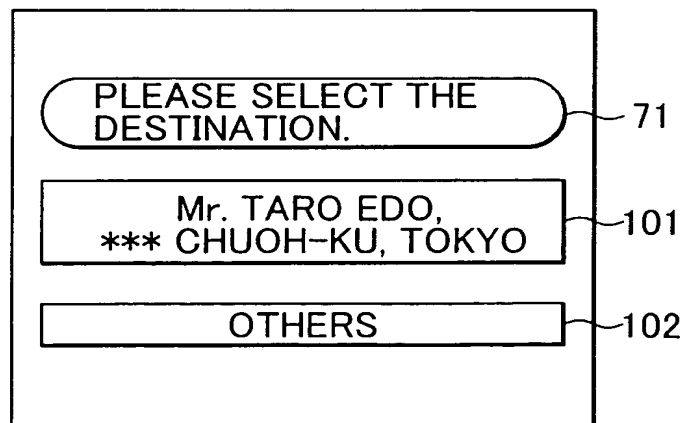 PLEASE SELECT THE
DESTINATION.
71
Mr. TARO EDO,
*** CHUOH-KU, TOKYO
101
OTHERS
102